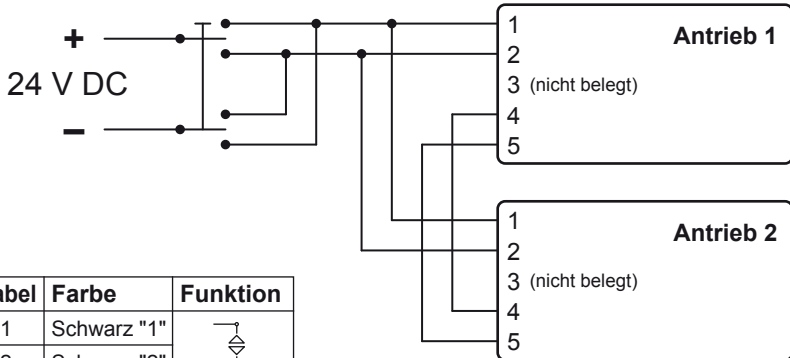 +
24 V DC
–
1
2
3 (nicht belegt)
4
5
Antrieb 1
1
2
3 (nicht belegt)
4
5
Antrieb 2
Farbe Funktion
1 Schwarz "1"